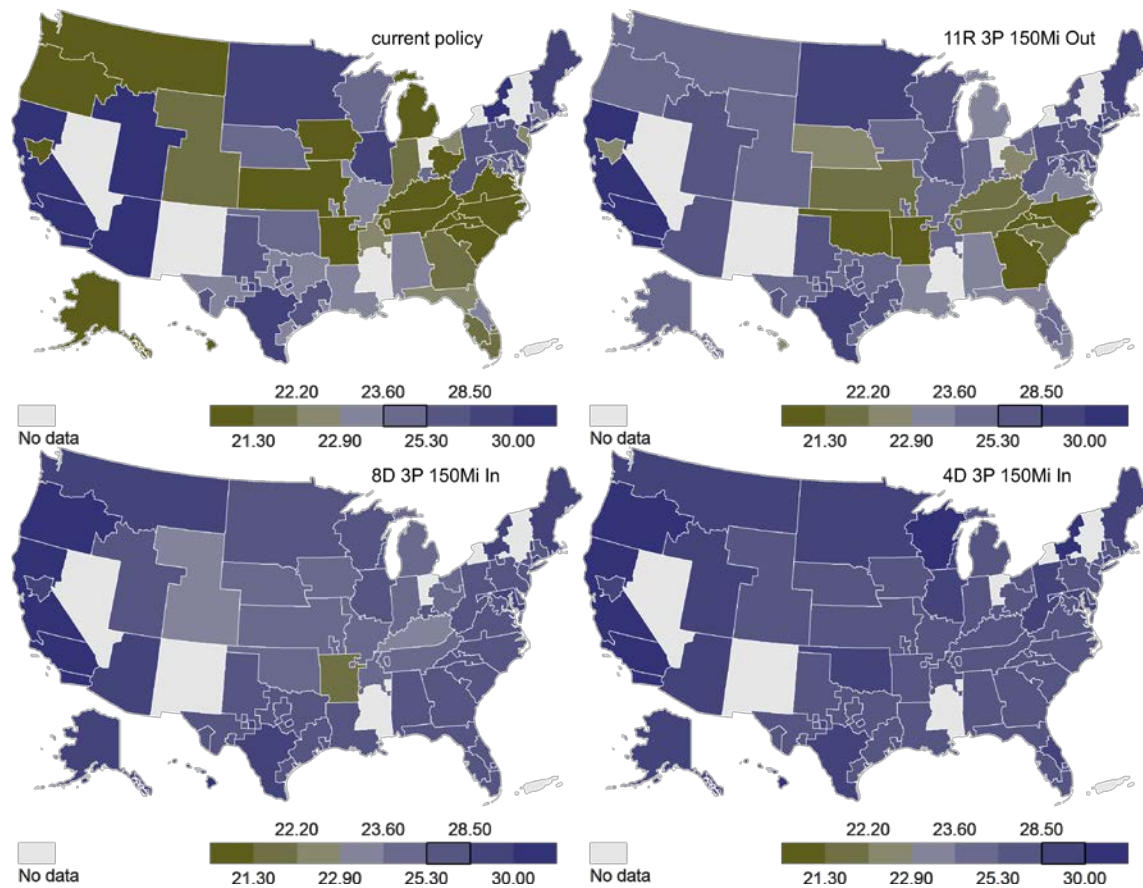 current policy
11R 3P 150Mi Out
22.20 23.60 28.50
No data 21.30 22.90 25.30 30.00
22.20 23.60 28.50
No data 21.30 22.90 25.30 30.00
8D 3P 150Mi In
4D 3P 150Mi In
22.20 23.60 28.50
No data 21.30 22.90 25.30 30.00
22.20 23.60 28.50
No data 21.30 22.90 25.30 30.00